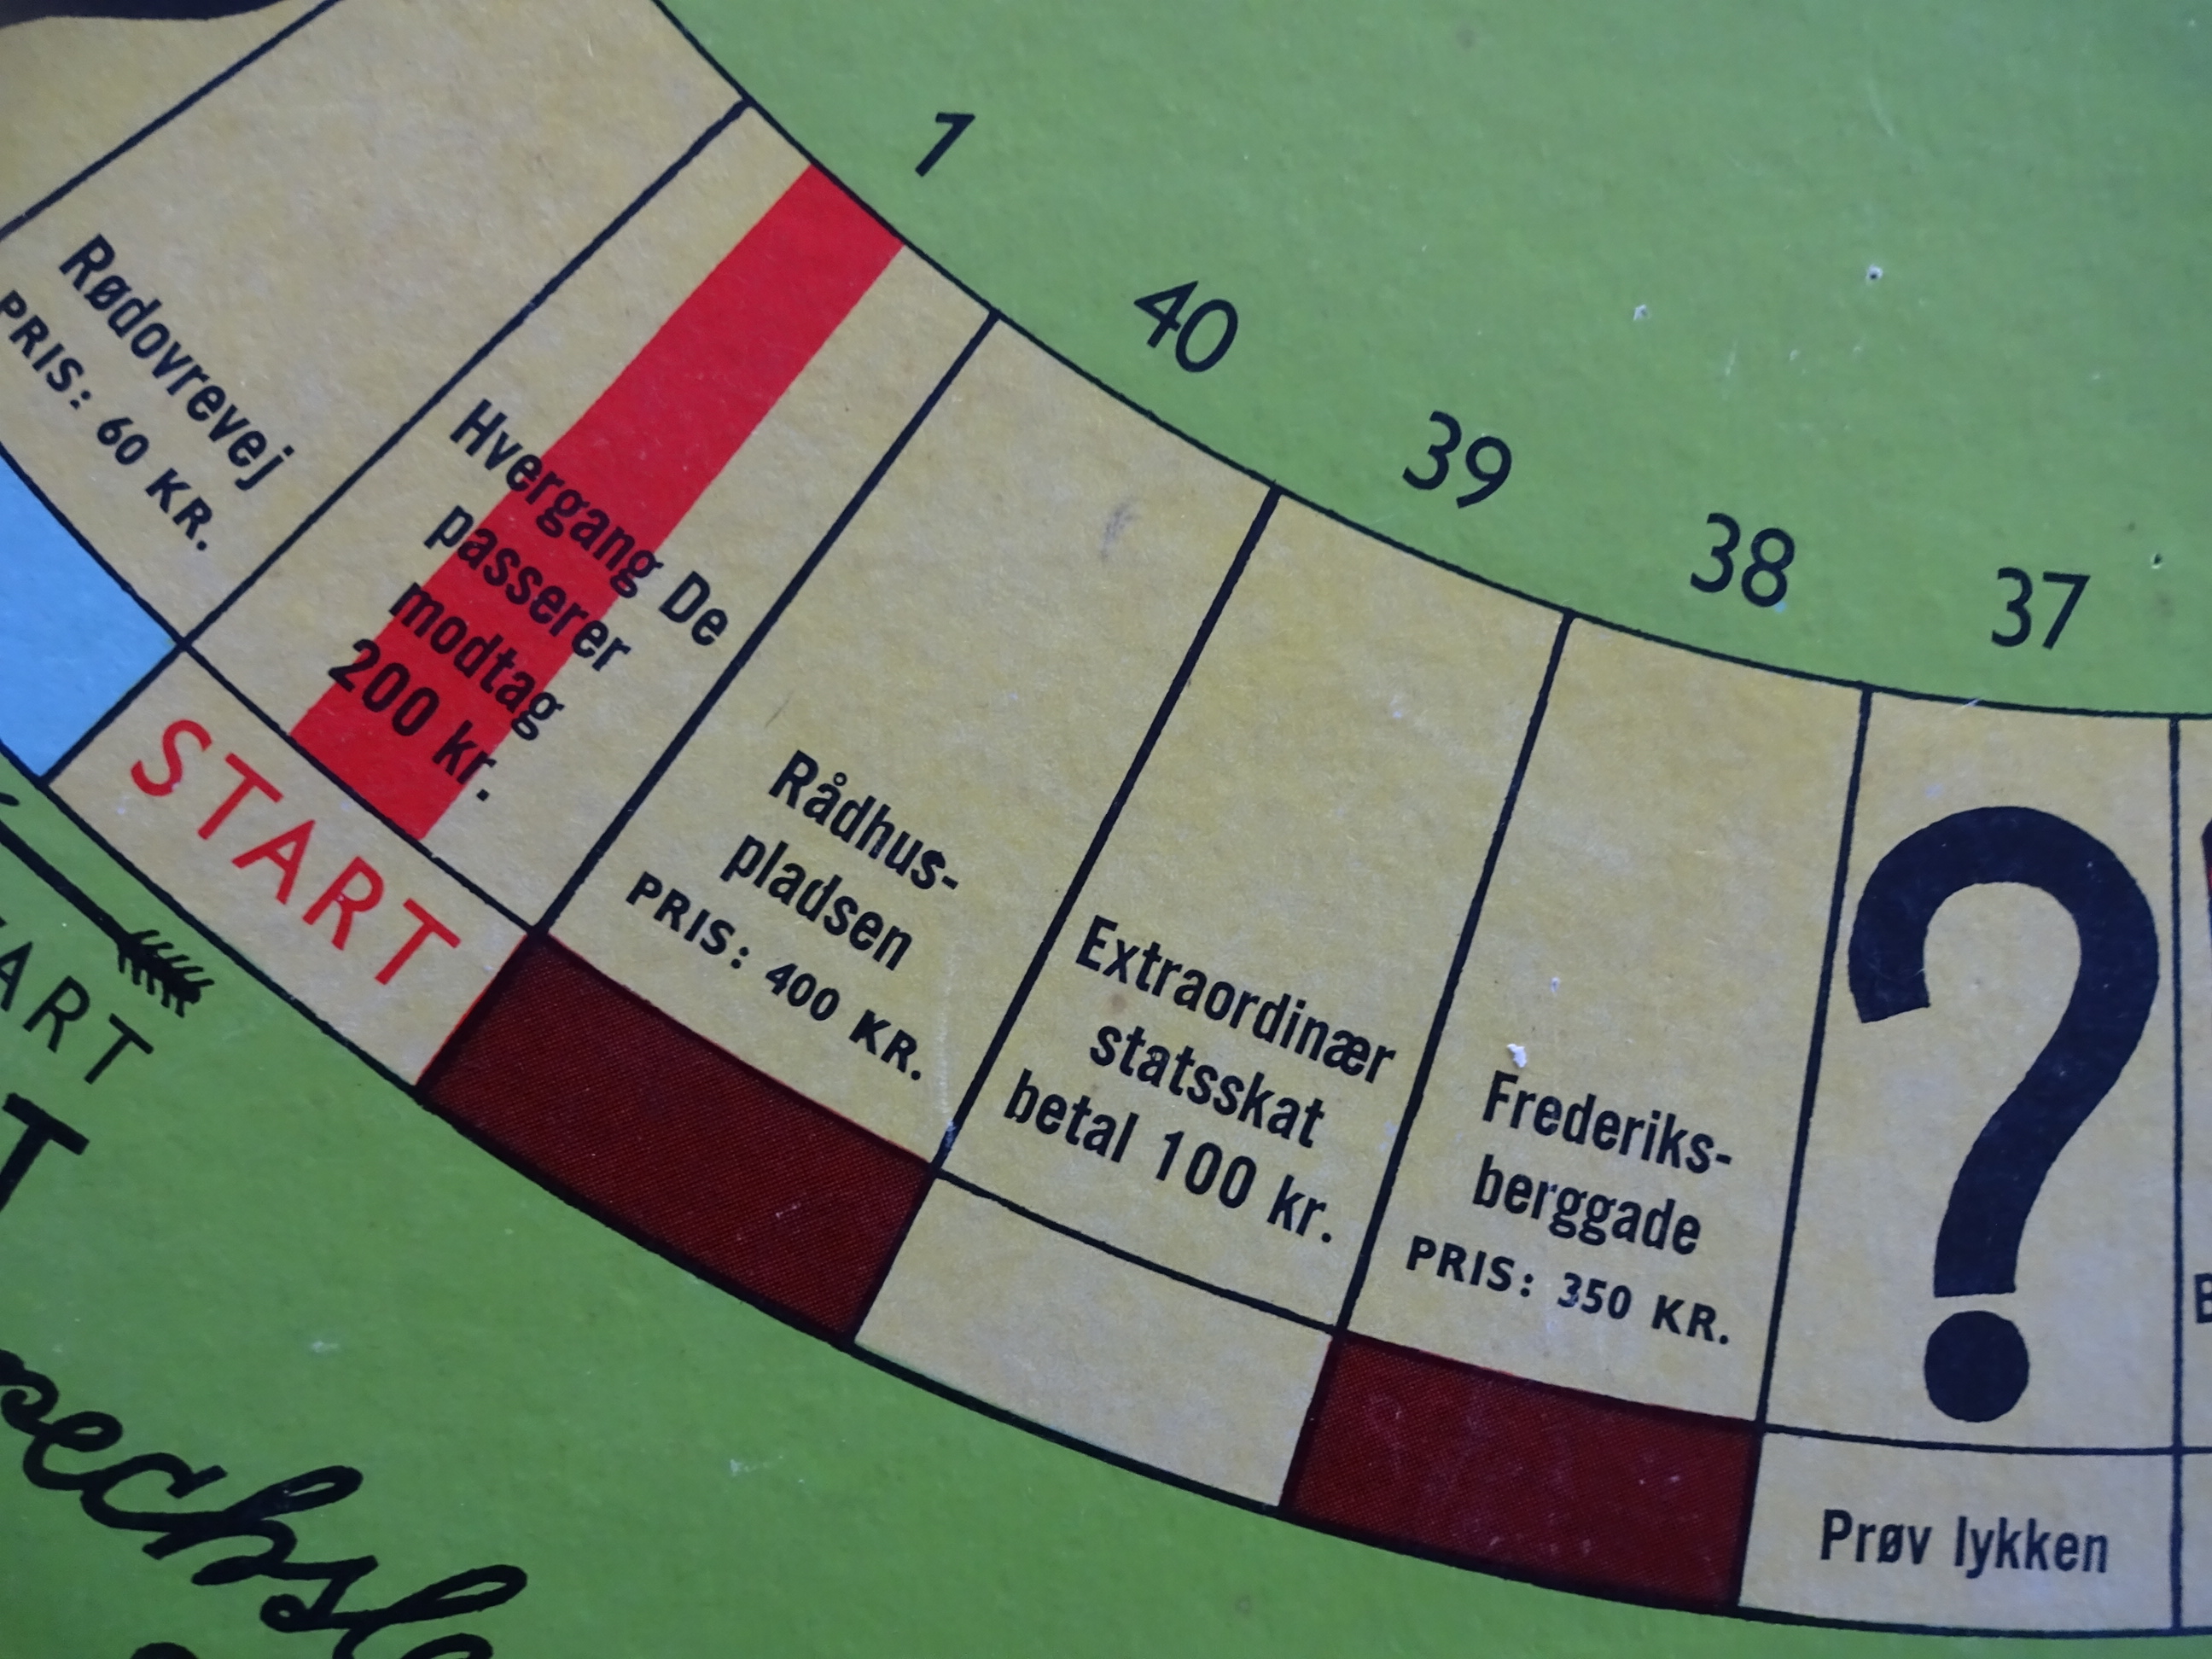 1
40
39
38
37
Rødovrevej
PRIS: 60 KR.
Hvergang De
passerer
modtag
200 kr.
START
Rådhus-
pladsen
PRIS: 400 KR.
Extraordinær
statsskat
betal 100 kr.
Frederiks-
berggade
PRIS: 350 KR.
?
Prøv lykken